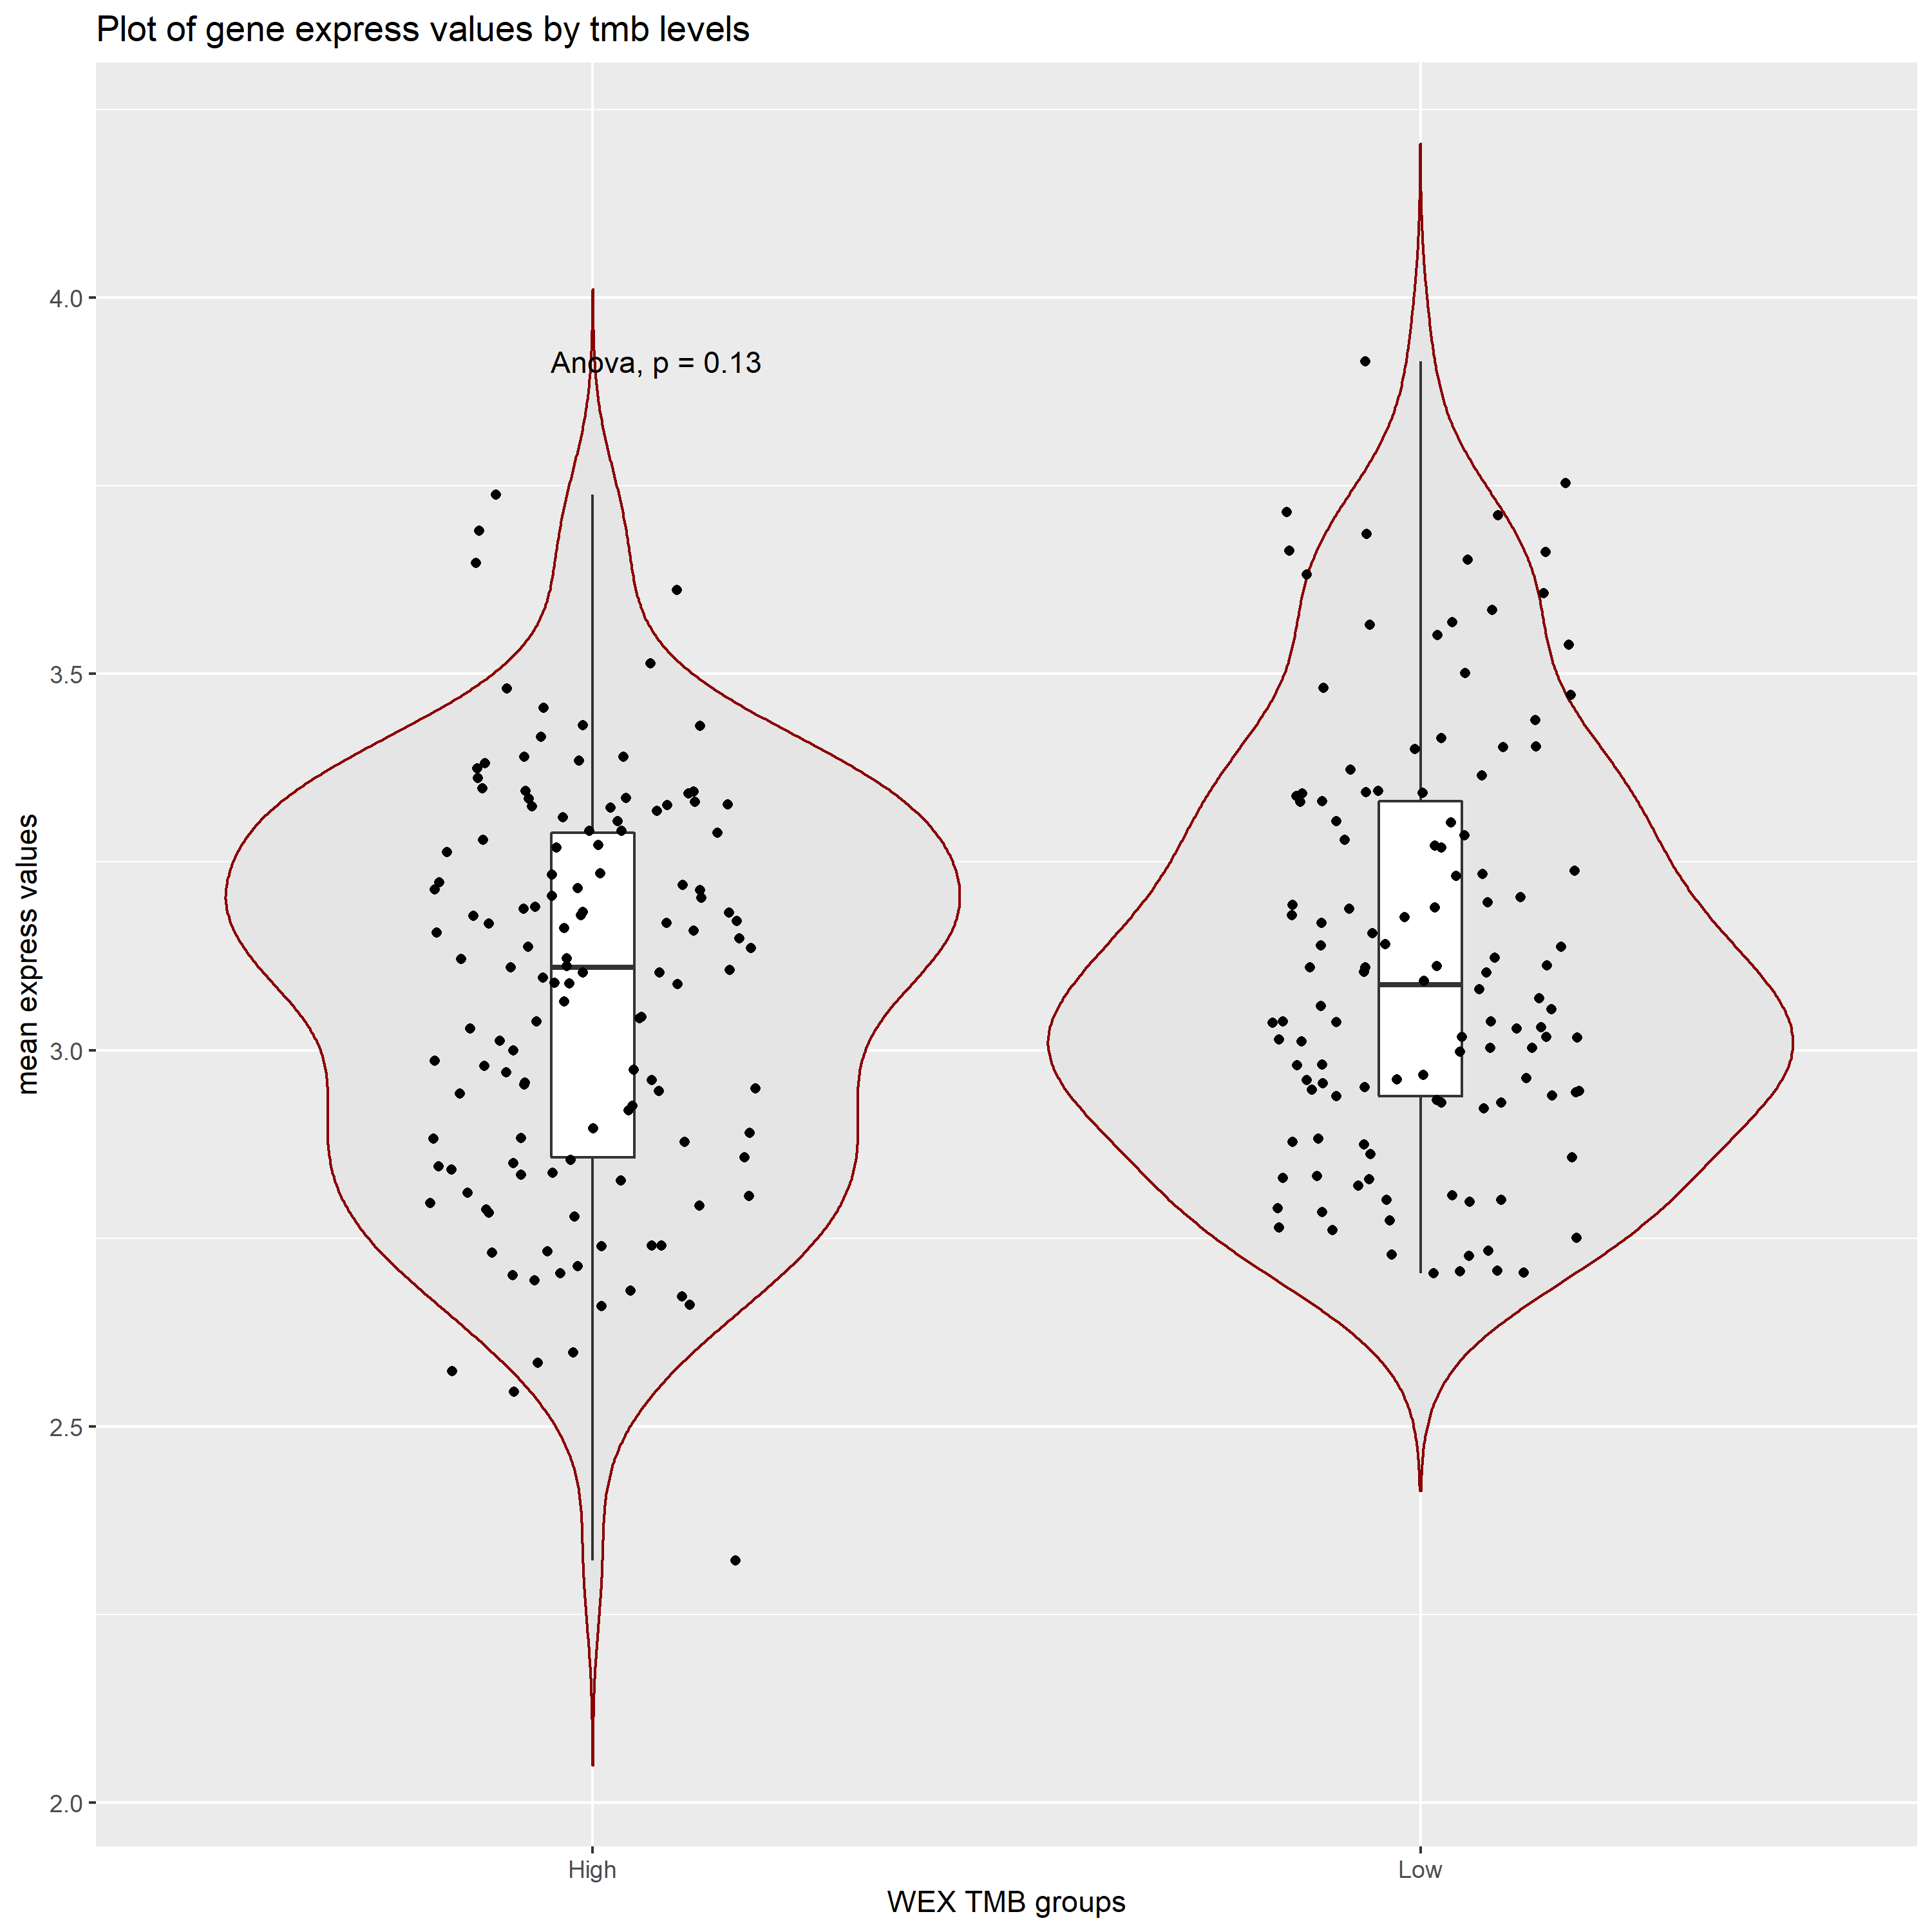 Plot of gene express values by tmb levels
Anova, p = 0.13
4.0
3.5
3.0
2.5
2.0
mean express values
High
Low
WEX TMB groups